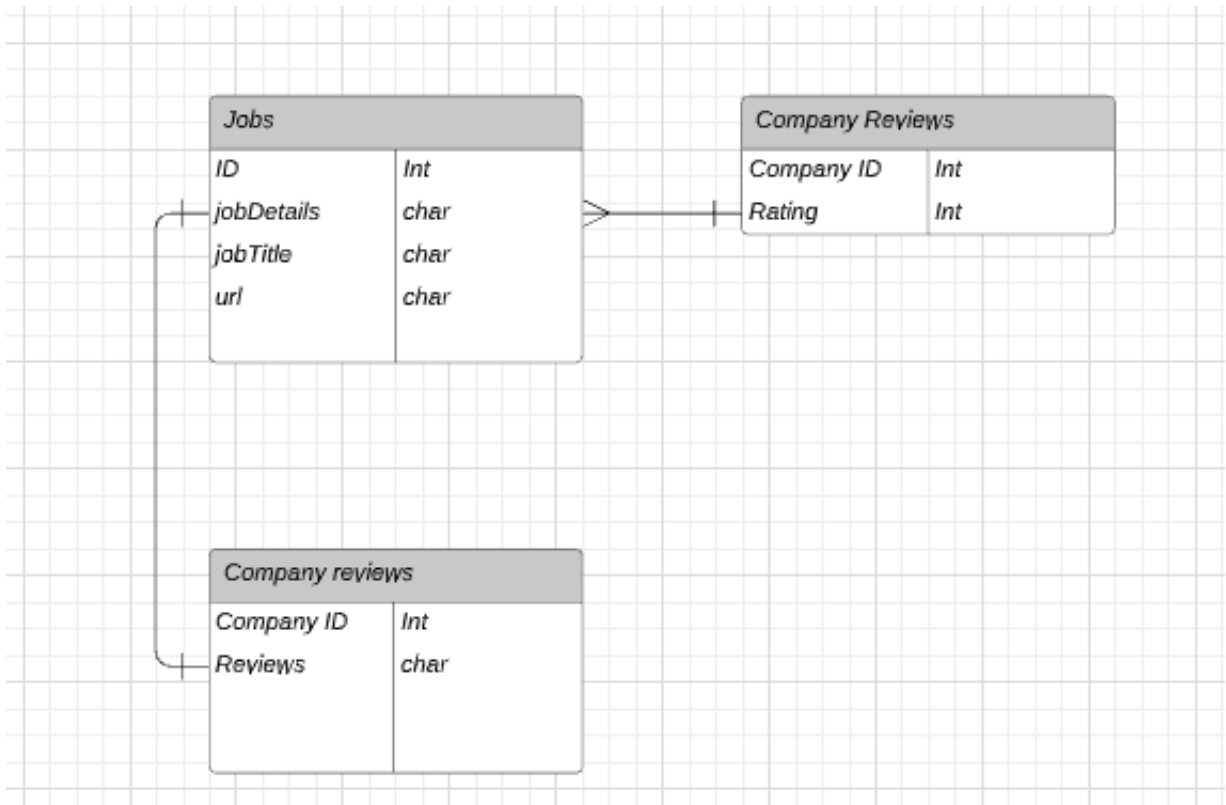 Jobs
ID Int
jobDetails char
jobTitle char
url char
Company Reviews
Company ID Int
Rating Int
Company reviews
Company ID Int
Reviews char